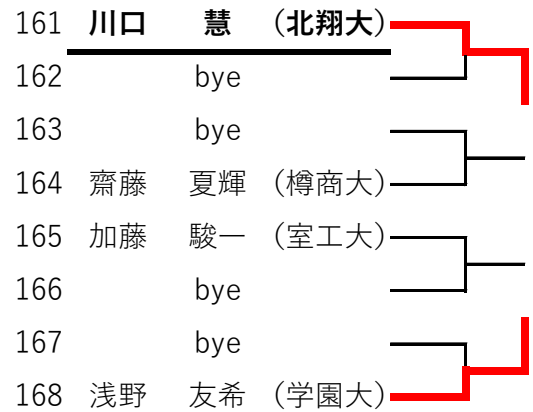 161 川口 慧 (北翔大)
162 bye
163 bye
164 齋藤 夏輝 (樽商大)
165 加藤 駿一 (室工大)
166 bye
167 bye
168 浅野 友希 (学園大)